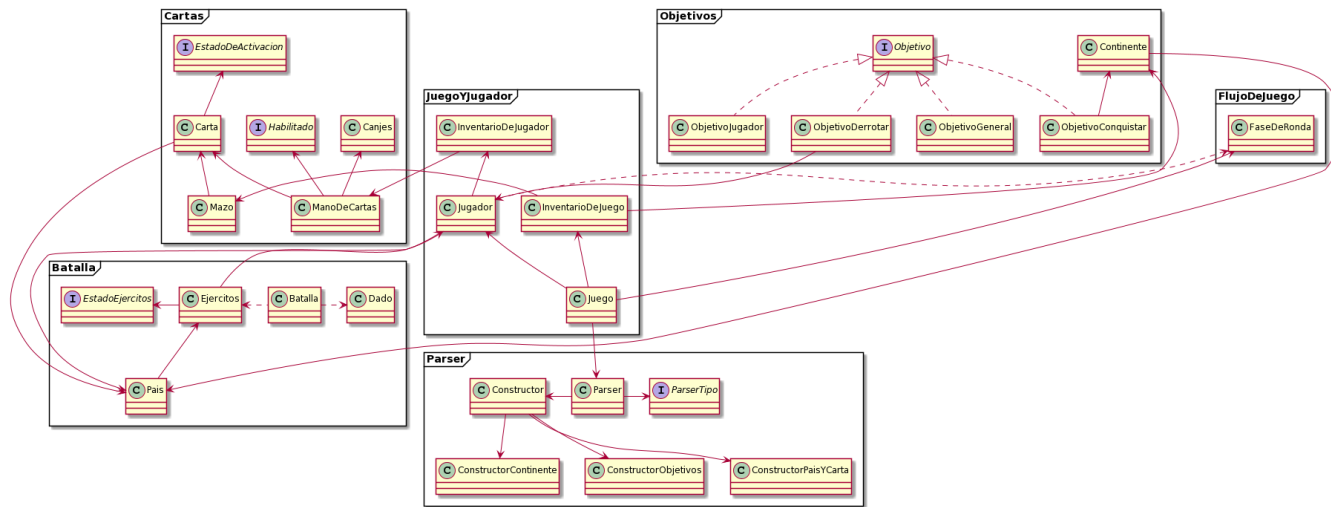 Cartas
I EstadoDeActivacion
C Carta
I Habilitado
C Canjes
C Mazo
C ManoDeCartas
JuegoYJugador
C InventarioDeJugador
C Jugador
C InventarioDeJuego
C Juego
Objetivos
I Objetivo
C Continente
C ObjetivoJugador
C ObjetivoDerrotar
C ObjetivoGeneral
C ObjetivoConquistar
FlujoDeJuego
C FaseDeRonda
Batalla
I EstadoEjercitos
C Ejercitos
C Batalla
C Dado
C Pais
Parser
C Constructor
C Parser
I ParserTipo
C ConstructorContinente
C ConstructorObjetivos
C ConstructorPaisYCarta